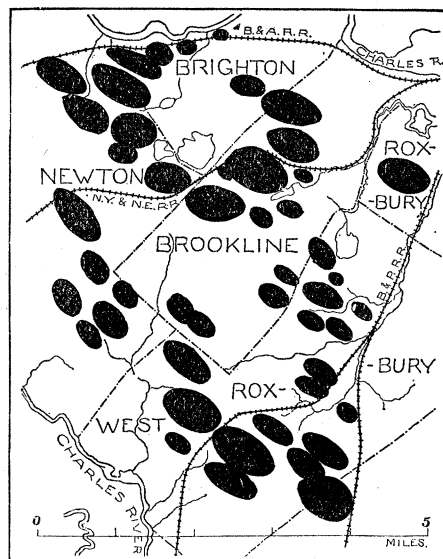 B. & A. R. R.
CHARLES R.
BRIGHTON
ROX-
NEWTON
-BURY
N.Y. & N.E. R.R.
BROOKLINE
B. & P. R. R.
ROX-
-BURY
WEST
CHARLES RIVER
0
5
MILES.